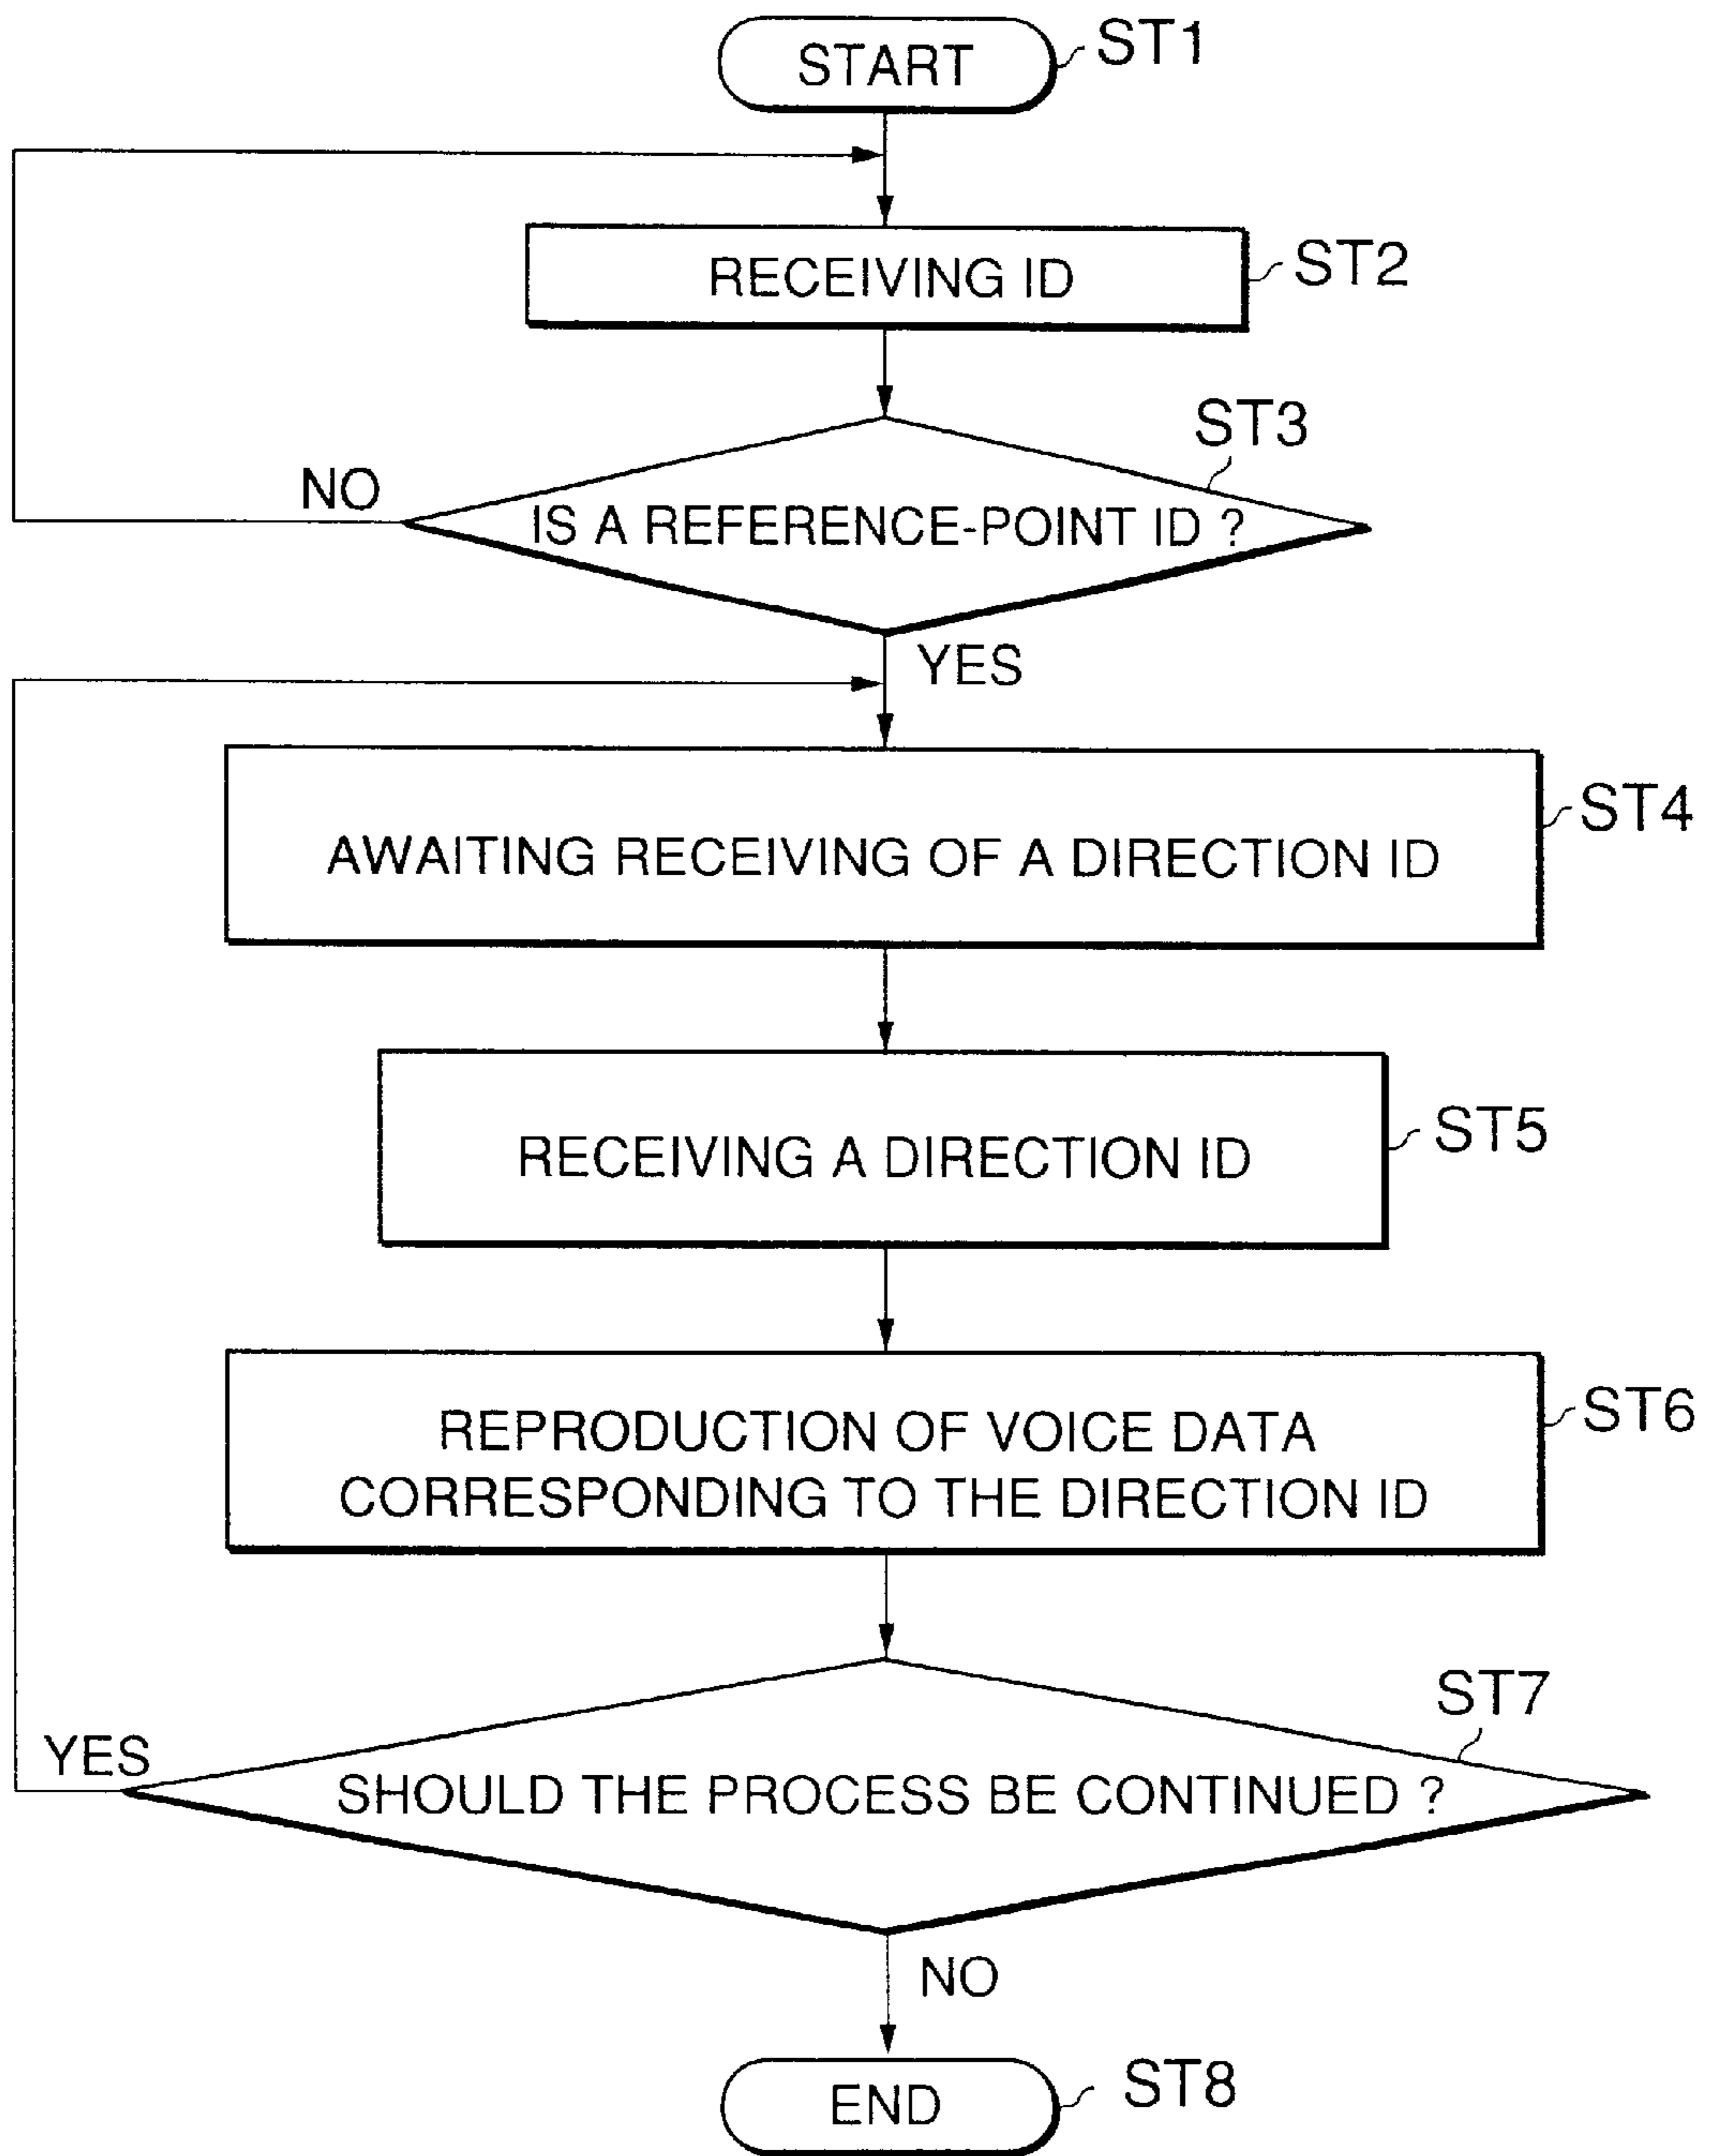 START
ST1
RECEIVING ID
ST2
ST3
NO
IS A REFERENCE-POINT ID ?
YES
AWAITING RECEIVING OF A DIRECTION ID
ST4
RECEIVING A DIRECTION ID
ST5
REPRODUCTION OF VOICE DATA
CORRESPONDING TO THE DIRECTION ID
ST6
ST7
YES
SHOULD THE PROCESS BE CONTINUED ?
NO
END
ST8